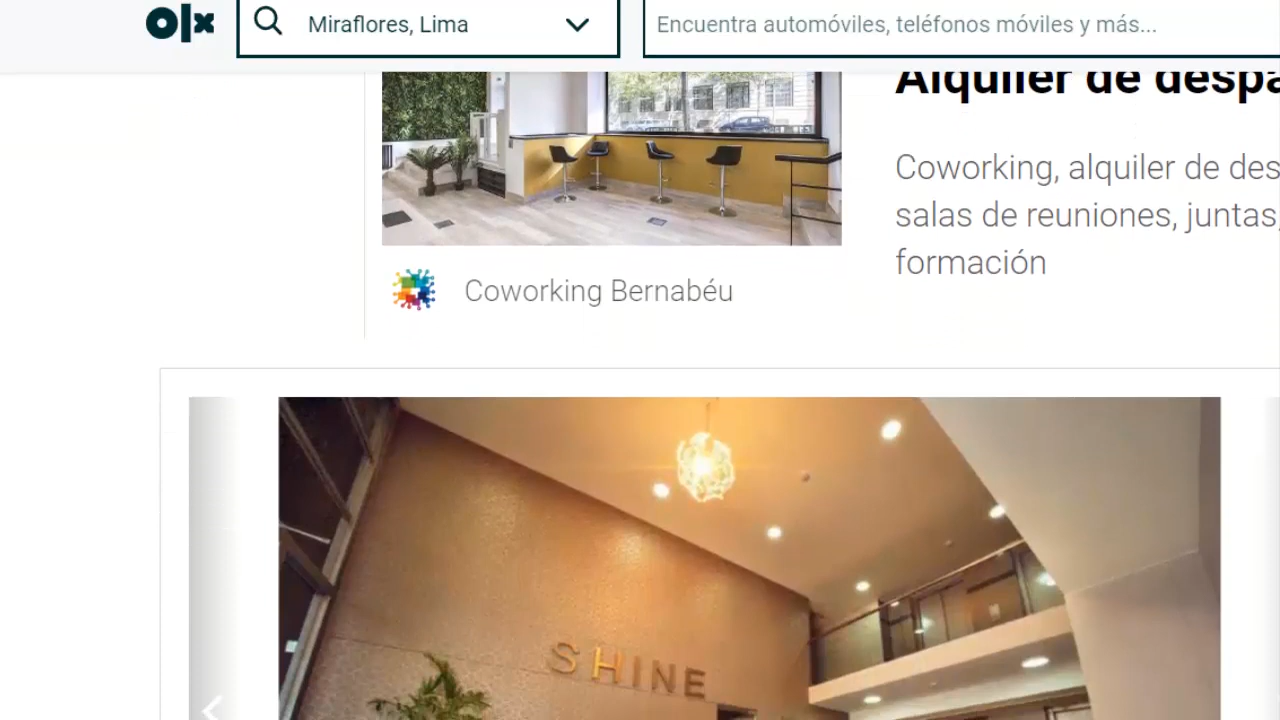 olx
Miraflores, Lima
Encuentra automóviles, teléfonos móviles y más...
Alquiler de despa
Coworking, alquiler de des
salas de reuniones, juntas,
formación
Coworking Bernabéu
SHINE